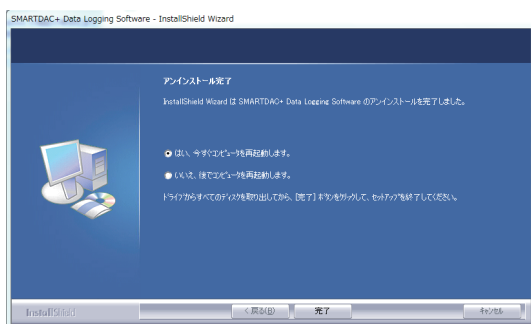 SMARTDAC+ Data Logging Software - InstallShield Wizard
アンインストール完了
InstallShield Wizard は SMARTDAC+ Data Logging Software のアンインストールを完了しました。
はい、今すぐコンピュータを再起動します。
いいえ、後でコンピュータを再起動します。
ドライブからすべてのディスクを取り出してから、[完了] ボタンをクリックして、セットアップを終了してください。
InstallShield
< 戻る(B) 完了 キャンセル